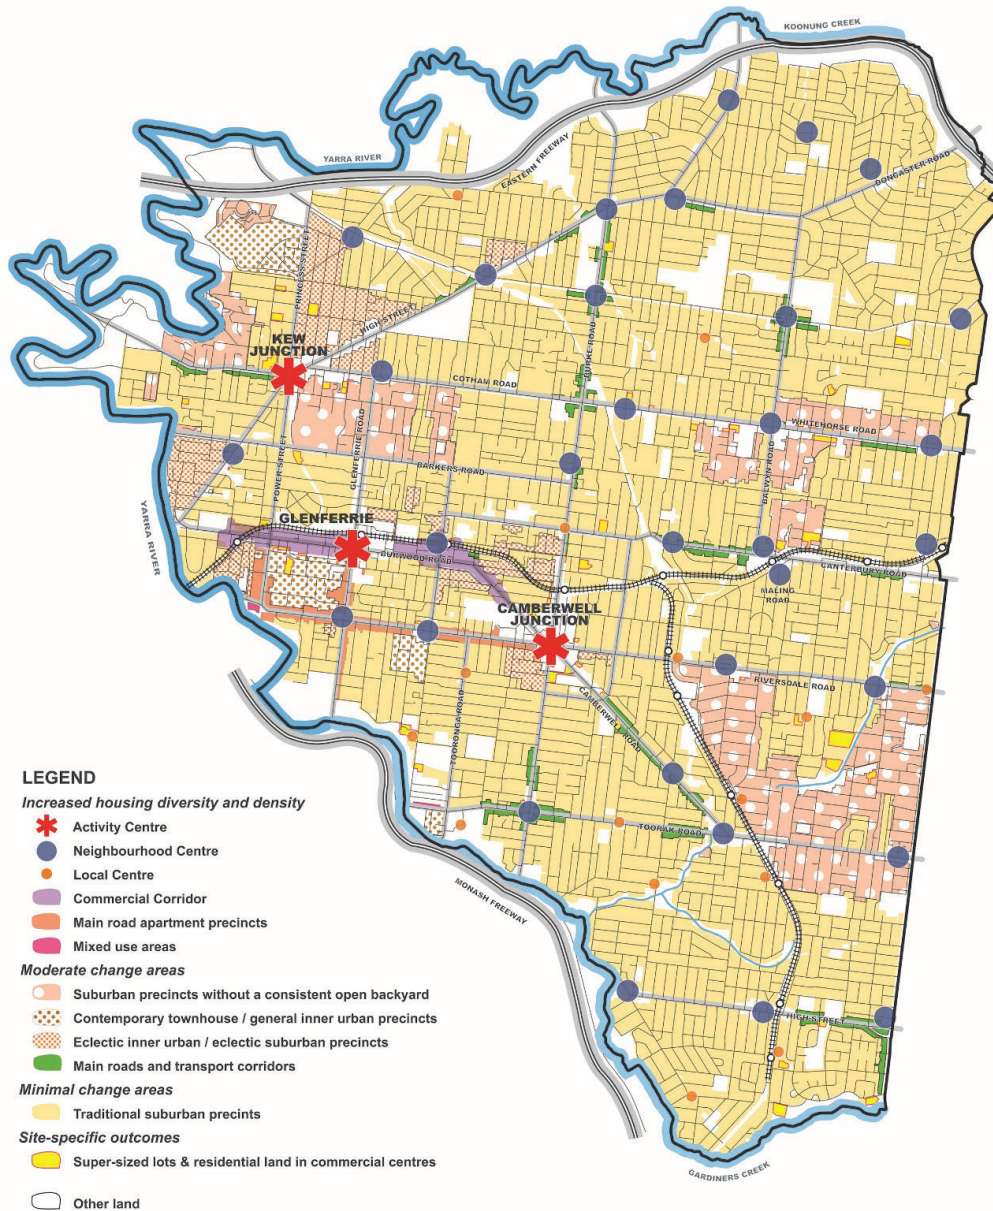 KOONUNG CREEK
YARRA RIVER
EASTERN FREEWAY
DONCASTER ROAD
PRINCESS STREET
HIGH STREET
KEW
JUNCTION
BURKE ROAD
COTHAM ROAD
WHITEHORSE ROAD
GLENFERRIE ROAD
BALWYN ROAD
POWER STREET
BARKERS ROAD
YARRA RIVER
GLENFERRIE
BURWOOD ROAD
CANTERBURY ROAD
MALING
ROAD
CAMBERWELL
JUNCTION
RIVERSDALE ROAD
CAMBERWELL ROAD
TOORONGA ROAD
TOORAK ROAD
MONASH FREEWAY
HIGH STREET
GARDINERS CREEK
LEGEND
Increased housing diversity and density
Activity Centre
Neighbourhood Centre
Local Centre
Commercial Corridor
Main road apartment precincts
Mixed use areas
Moderate change areas
Suburban precincts without a consistent open backyard
Contemporary townhouse / general inner urban precincts
Eclectic inner urban / eclectic suburban precincts
Main roads and transport corridors
Minimal change areas
Traditional suburban precints
Site-specific outcomes
Super-sized lots & residential land in commercial centres
Other land